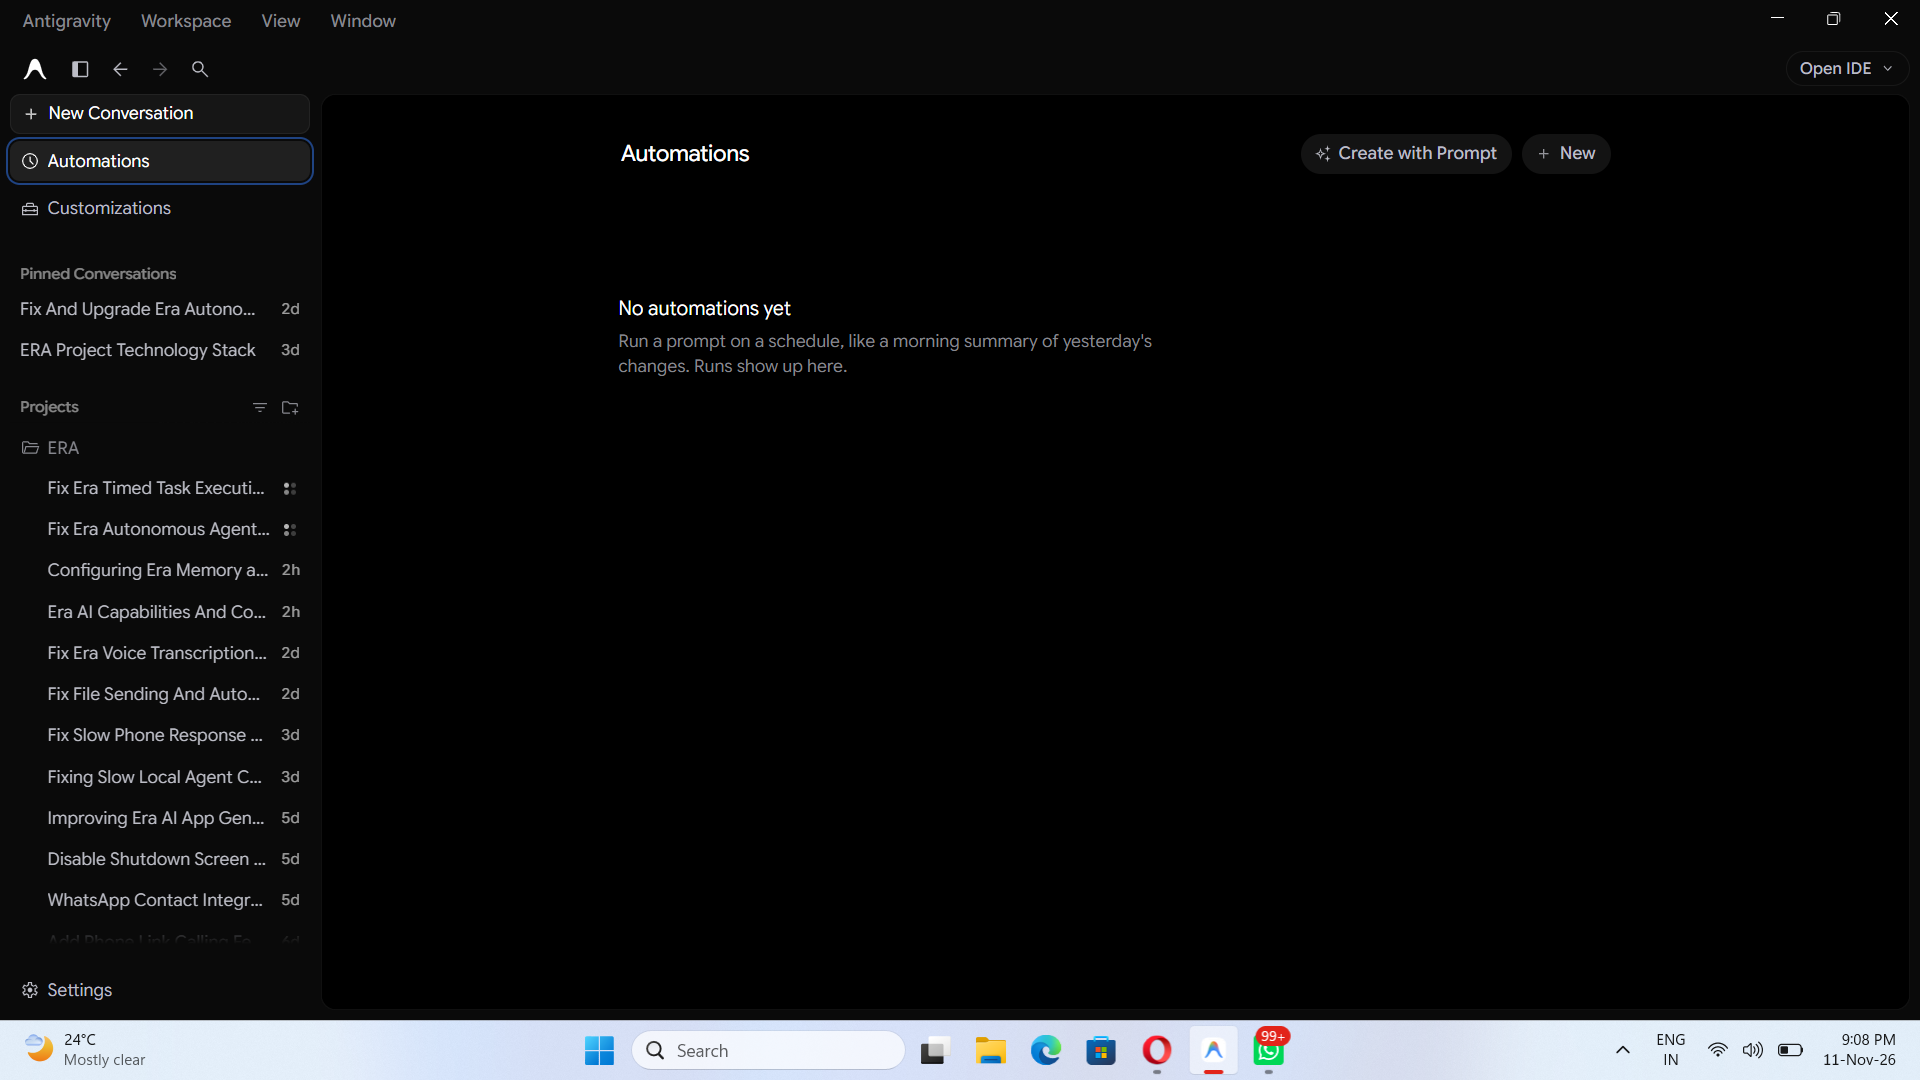 Antigravity Workspace View Window
Open IDE
New Conversation
Automations
Customizations
Pinned Conversations
Fix And Upgrade Era Autono... 2d
ERA Project Technology Stack 3d
Projects
ERA
Fix Era Timed Task Executi...
Fix Era Autonomous Agent...
Configuring Era Memory a... 2h
Era AI Capabilities And Co... 2h
Fix Era Voice Transcription... 2d
Fix File Sending And Auto... 2d
Fix Slow Phone Response ... 3d
Fixing Slow Local Agent C... 3d
Improving Era AI App Gen... 5d
Disable Shutdown Screen ... 5d
WhatsApp Contact Integr... 5d
Add Phone Link Calling Fe... 6d
Settings
Automations
Create with Prompt
New
No automations yet
Run a prompt on a schedule, like a morning summary of yesterday's
changes. Runs show up here.
24°C
Mostly clear
Search
99+
ENG
IN
9:08 PM
11-Nov-26